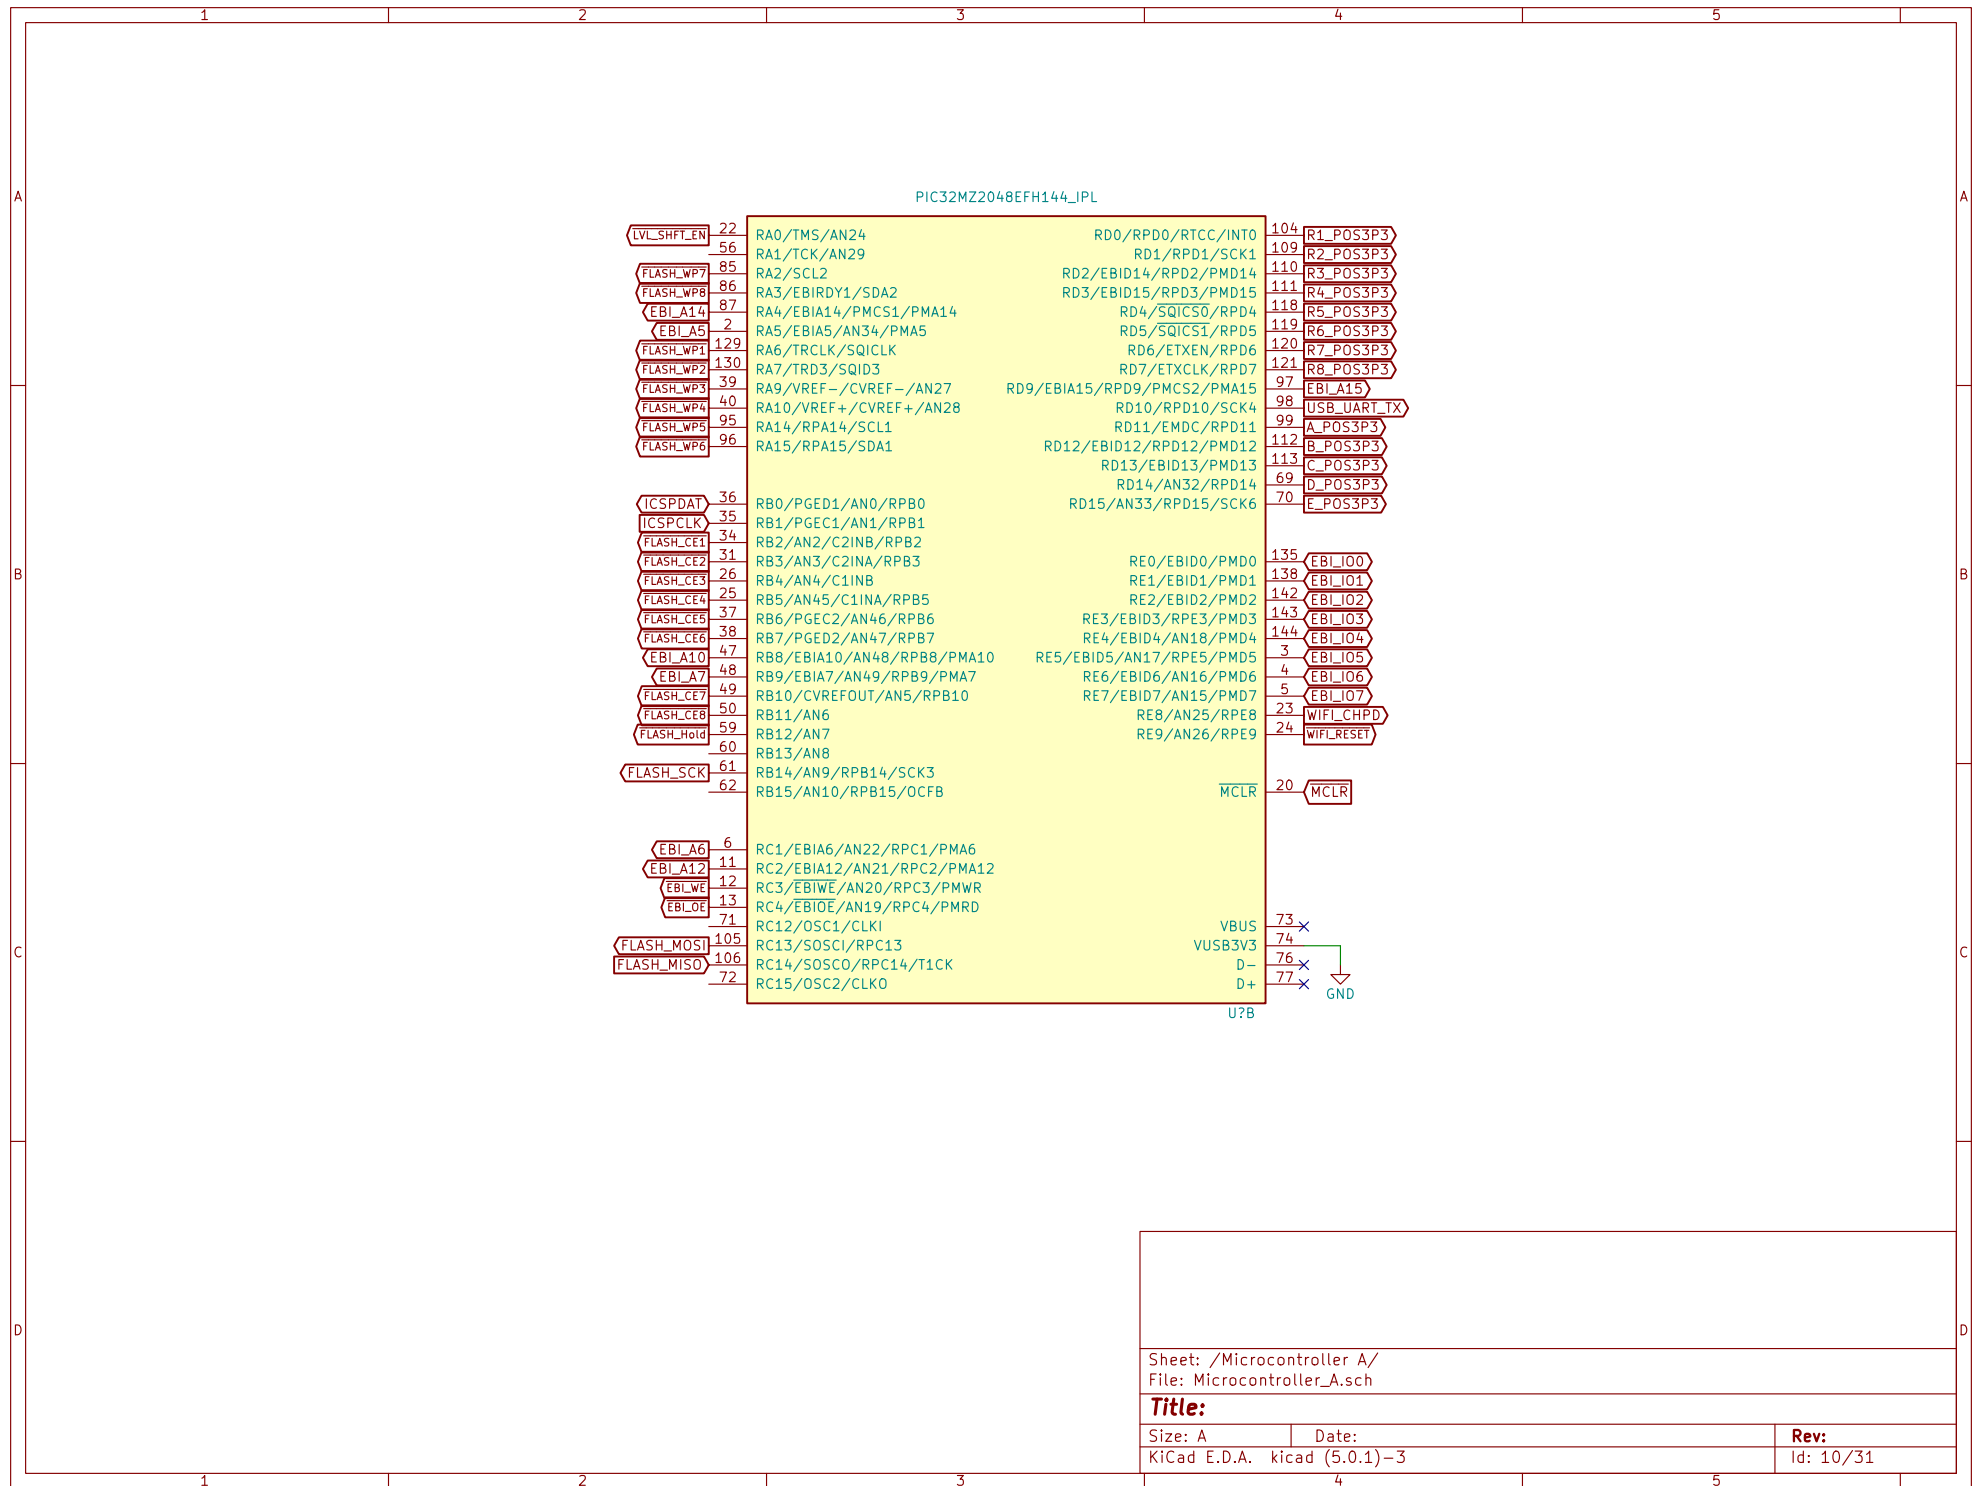 1 2 3 4 5
A A
PIC32MZ2048EFH144_IPL
LVL_SHFT_EN 22 RA0/TMS/AN24 RD0/RPD0/RTCC/INT0 104 R1_POS3P3
56 RA1/TCK/AN29 RD1/RPD1/SCK1 109 R2_POS3P3
FLASH_WP7 85 RA2/SCL2 RD2/EBID14/RPD2/PMD14 110 R3_POS3P3
FLASH_WP8 86 RA3/EBIRDY1/SDA2 RD3/EBID15/RPD3/PMD15 111 R4_POS3P3
EBI_A14 87 RA4/EBIA14/PMCS1/PMA14 RD4/SQICS0/RPD4 118 R5_POS3P3
EBI_A5 2 RA5/EBIA5/AN34/PMA5 RD5/SQICS1/RPD5 119 R6_POS3P3
FLASH_WP1 129 RA6/TRCLK/SQICLK RD6/ETXEN/RPD6 120 R7_POS3P3
FLASH_WP2 130 RA7/TRD3/SQID3 RD7/ETXCLK/RPD7 121 R8_POS3P3
FLASH_WP3 39 RA9/VREF-/CVREF-/AN27 RD9/EBIA15/RPD9/PMCS2/PMA15 97 EBI_A15
FLASH_WP4 40 RA10/VREF+/CVREF+/AN28 RD10/RPD10/SCK4 98 USB_UART_TX
FLASH_WP5 95 RA14/RPA14/SCL1 RD11/EMDC/RPD11 99 A_POS3P3
FLASH_WP6 96 RA15/RPA15/SDA1 RD12/EBID12/RPD12/PMD12 112 B_POS3P3
RD13/EBID13/PMD13 113 C_POS3P3
RD14/AN32/RPD14 69 D_POS3P3
ICSPDAT 36 RB0/PGED1/AN0/RPB0 RD15/AN33/RPD15/SCK6 70 E_POS3P3
ICSPCLK 35 RB1/PGEC1/AN1/RPB1
FLASH_CE1 34 RB2/AN2/C2INB/RPB2
FLASH_CE2 31 RB3/AN3/C2INA/RPB3 RE0/EBID0/PMD0 135 EBI_IO0
B B
FLASH_CE3 26 RB4/AN4/C1INB RE1/EBID1/PMD1 138 EBI_IO1
FLASH_CE4 25 RB5/AN45/C1INA/RPB5 RE2/EBID2/PMD2 142 EBI_IO2
FLASH_CE5 37 RB6/PGEC2/AN46/RPB6 RE3/EBID3/RPE3/PMD3 143 EBI_IO3
FLASH_CE6 38 RB7/PGED2/AN47/RPB7 RE4/EBID4/AN18/PMD4 144 EBI_IO4
EBI_A10 47 RB8/EBIA10/AN48/RPB8/PMA10 RE5/EBID5/AN17/RPE5/PMD5 3 EBI_IO5
EBI_A7 48 RB9/EBIA7/AN49/RPB9/PMA7 RE6/EBID6/AN16/PMD6 4 EBI_IO6
FLASH_CE7 49 RB10/CVREFOUT/AN5/RPB10 RE7/EBID7/AN15/PMD7 5 EBI_IO7
FLASH_CE8 50 RB11/AN6 RE8/AN25/RPE8 23 WIFI_CHPD
FLASH_Hold 59 RB12/AN7 RE9/AN26/RPE9 24 WIFI_RESET
60 RB13/AN8
FLASH_SCK 61 RB14/AN9/RPB14/SCK3
62 RB15/AN10/RPB15/OCFB MCLR 20 MCLR
EBI_A6 6 RC1/EBIA6/AN22/RPC1/PMA6
EBI_A12 11 RC2/EBIA12/AN21/RPC2/PMA12
EBI_WE 12 RC3/EBIWE/AN20/RPC3/PMWR
EBI_OE 13 RC4/EBIOE/AN19/RPC4/PMRD
71 RC12/OSC1/CLKI VBUS 73
FLASH_MOSI 105 RC13/SOSCI/RPC13 VUSB3V3 74
C C
FLASH_MISO 106 RC14/SOSCO/RPC14/T1CK D- 76
72 RC15/OSC2/CLKO D+ 77
GND
U?B
D D
Sheet: /Microcontroller A/
File: Microcontroller_A.sch
Title:
Size: A Date: Rev:
KiCad E.D.A. kicad (5.0.1)-3 Id: 10/31
1 2 3 4 5